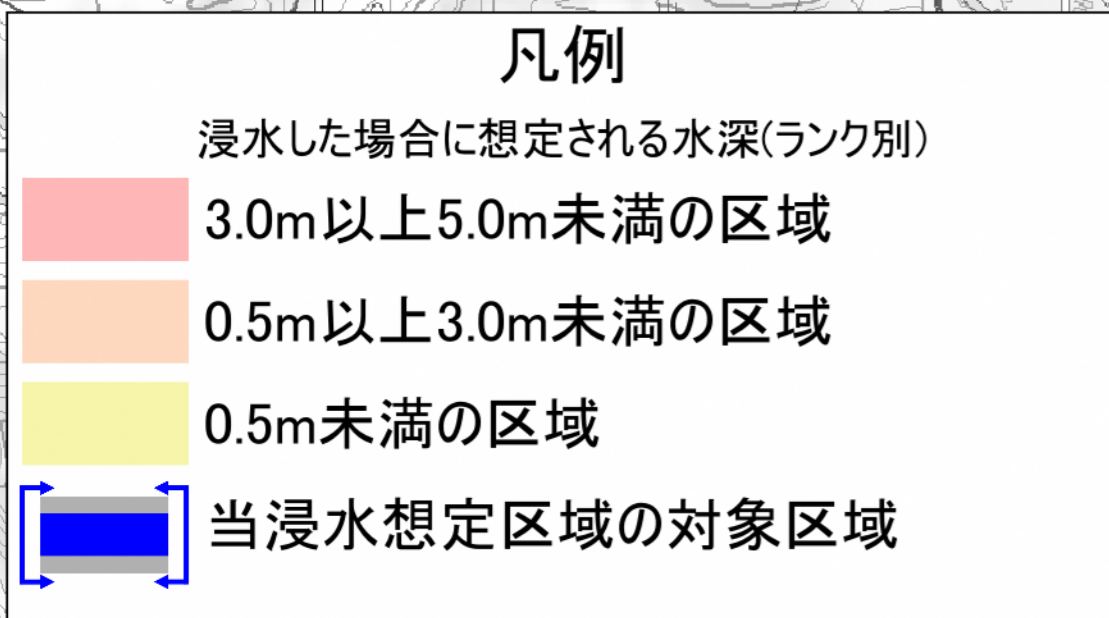 凡例
浸水した場合に想定される水深(ランク別)
3.0m以上5.0m未満の区域
0.5m以上3.0m未満の区域
0.5m未満の区域
当浸水想定区域の対象区域